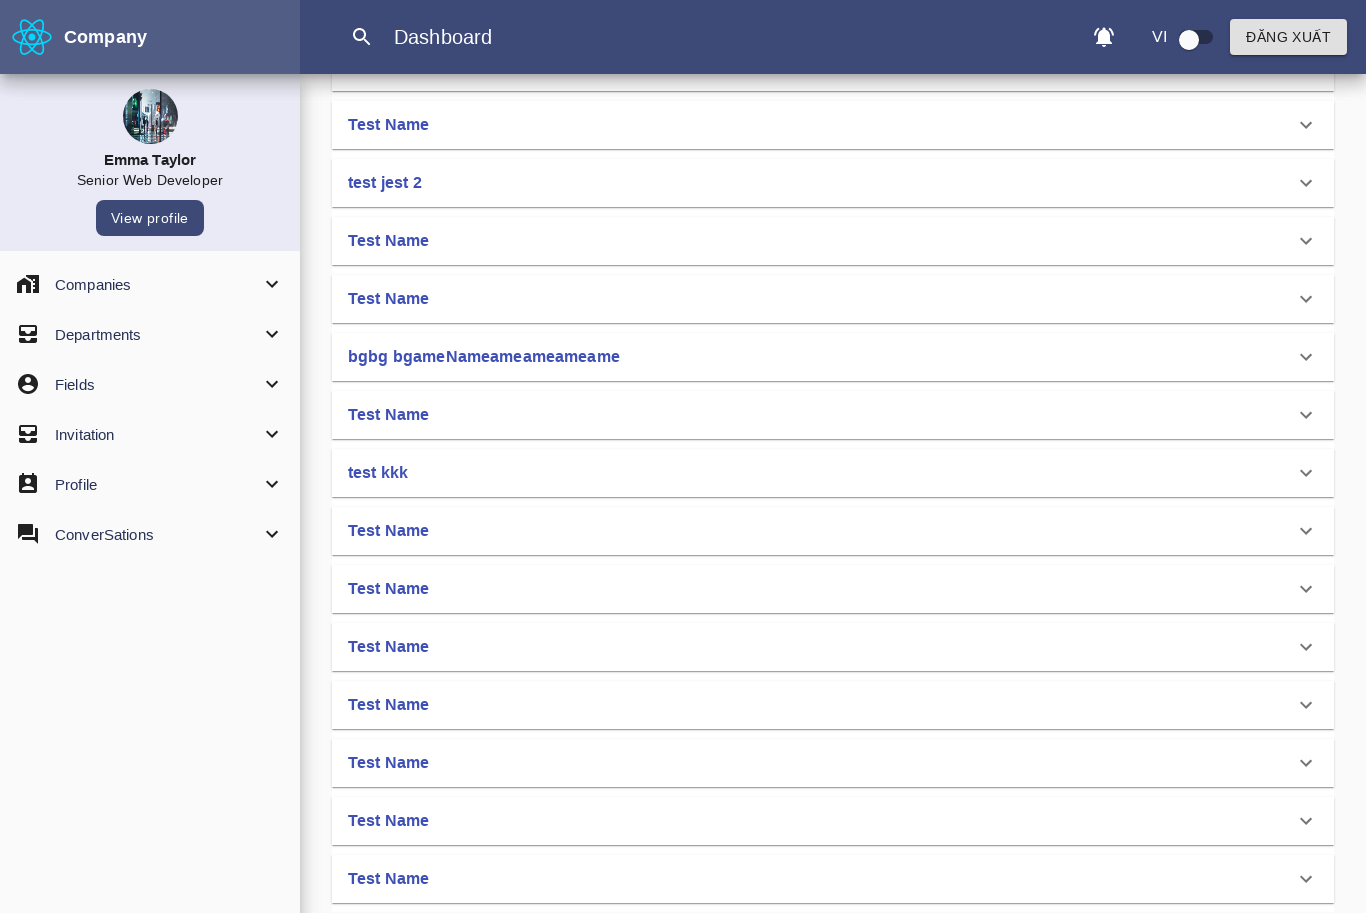 Company
Dashboard
VI
ĐĂNG XUẤT
Emma Taylor
Senior Web Developer
View profile
Companies
Departments
Fields
Invitation
Profile
ConverSations
Test Name
test jest 2
Test Name
Test Name
bgbg bgameNameameameameame
Test Name
test kkk
Test Name
Test Name
Test Name
Test Name
Test Name
Test Name
Test Name